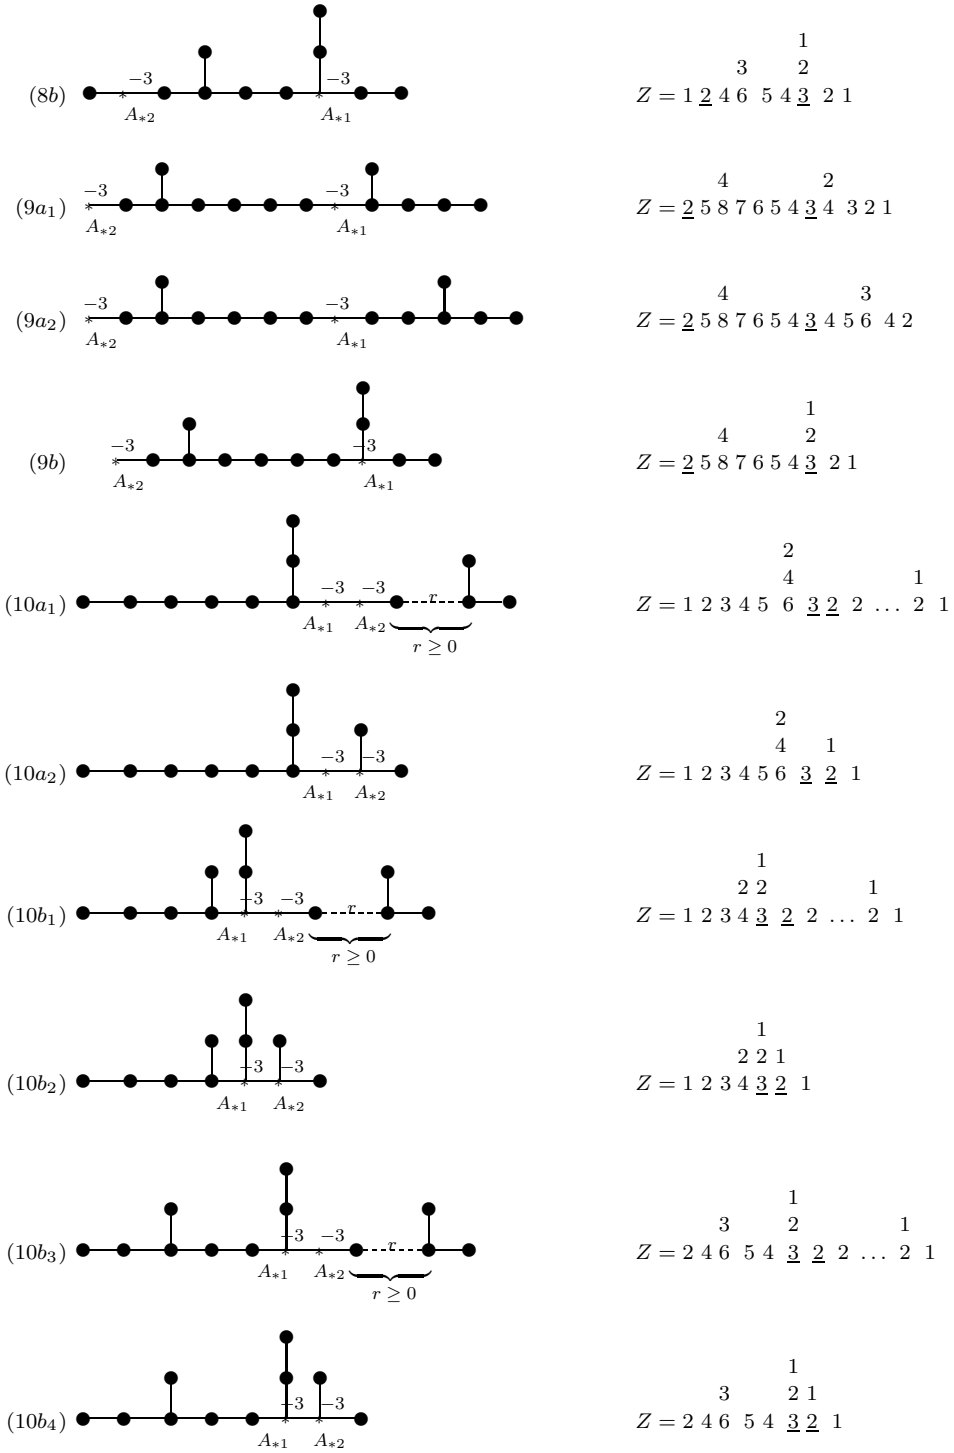 1
−3 −3 3 2
(8b) * * Z = 1 2 4 6 5 4 3 2 1
A∗2 A∗1
−3 −3 4 2
(9a1) * * Z = 2 5 8 7 6 5 4 3 4 3 2 1
A∗2 A∗1
−3 −3 4 3
(9a2) * * Z = 2 5 8 7 6 5 4 3 4 5 6 4 2
A∗2 A∗1
1
−3 −3 4 2
(9b) * * Z = 2 5 8 7 6 5 4 3 2 1
A∗2 A∗1
2
−3 −3 4 1
(10a1) * * r Z = 1 2 3 4 5 6 3 2 2 … 2 1
A∗1 A∗2
r ≥ 0
2
−3 −3 4 1
(10a2) * * Z = 1 2 3 4 5 6 3 2 1
A∗1 A∗2
1
−3 −3 2 2 1
(10b1) * * r Z = 1 2 3 4 3 2 2 … 2 1
A∗1 A∗2
r ≥ 0
1
−3 −3 2 2 1
(10b2) * * Z = 1 2 3 4 3 2 1
A∗1 A∗2
1
−3 −3 3 2 1
(10b3) * * r Z = 2 4 6 5 4 3 2 2 … 2 1
A∗1 A∗2
r ≥ 0
1
−3 −3 3 2 1
(10b4) * * Z = 2 4 6 5 4 3 2 1
A∗1 A∗2